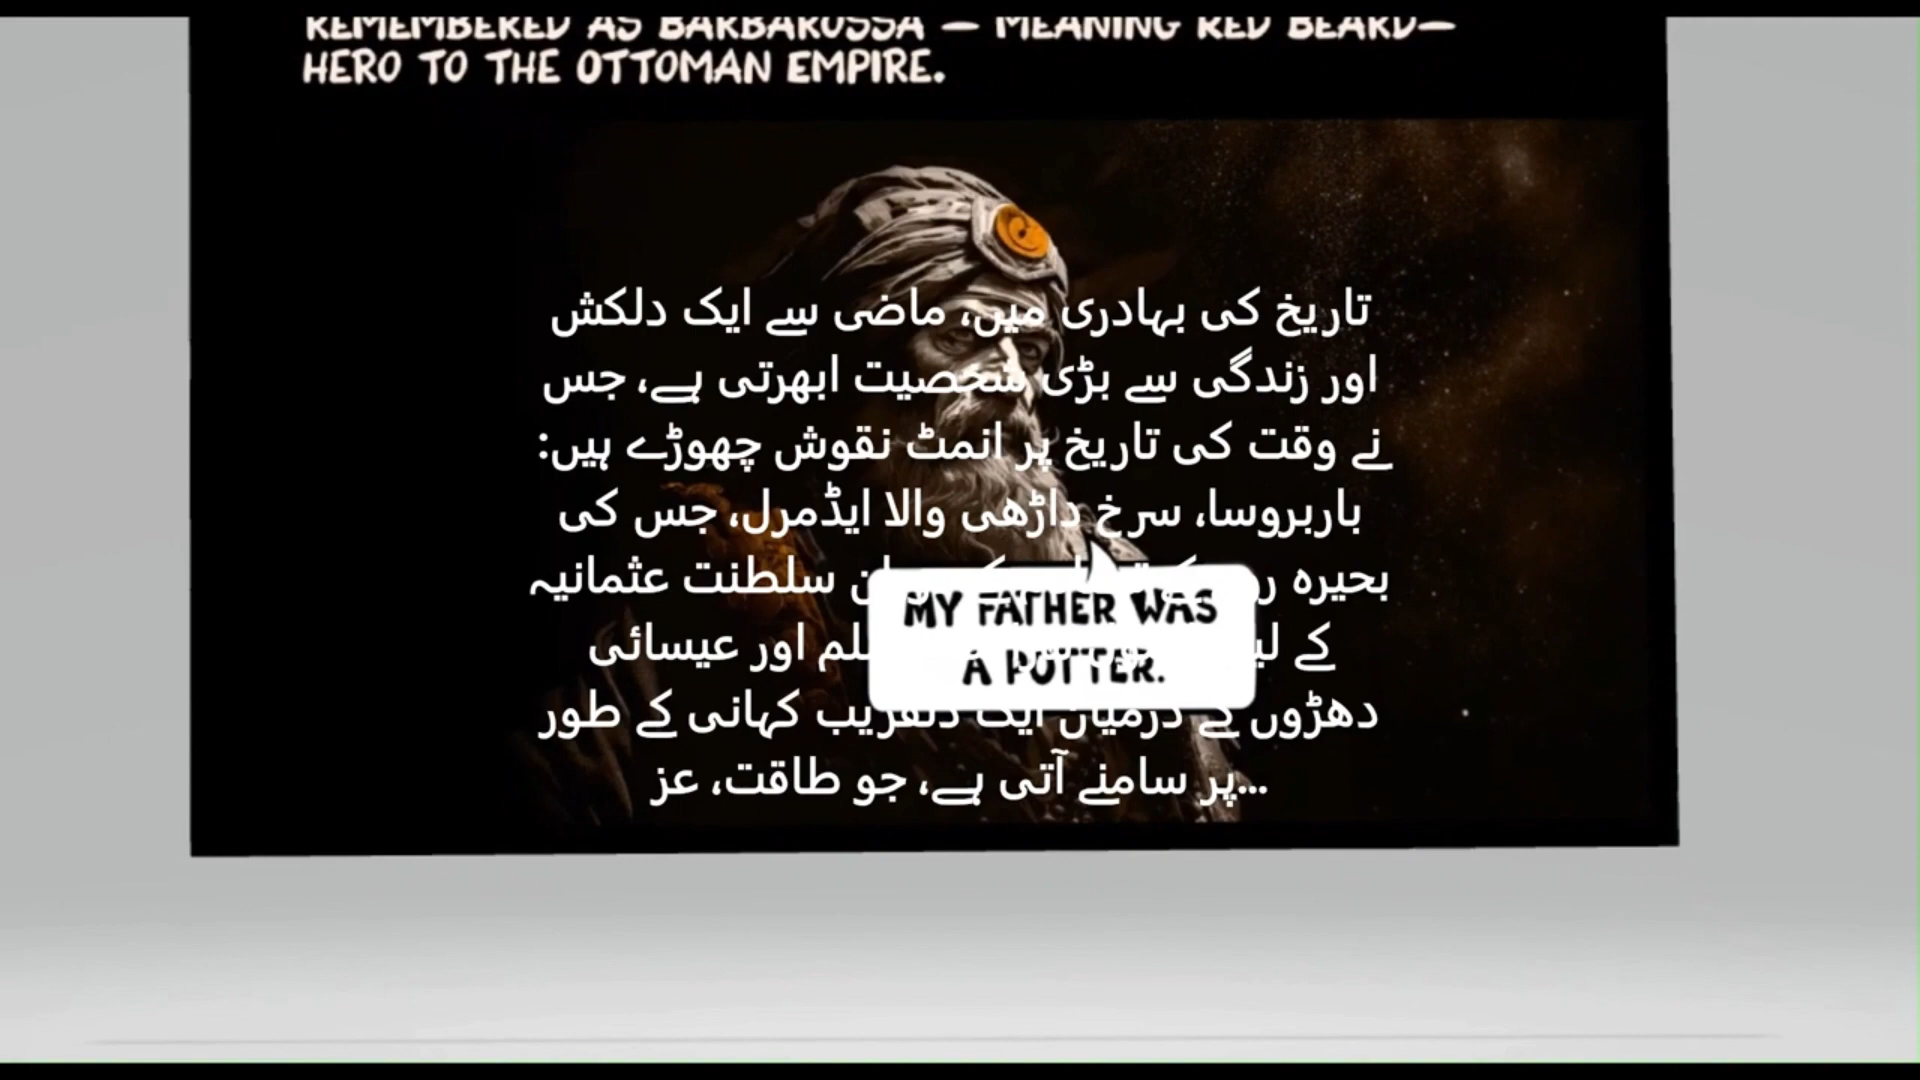 REMEMBERED AS BARBAROSSA — MEANING RED BEARD—
HERO TO THE OTTOMAN EMPIRE.
تاریخ کی بہادری میں، ماضی سے ایک دلکش
اور زندگی سے بڑی شخصیت ابھرتی ہے، جس
نے وقت کی تاریخ پر انمٹ نقوش چھوڑے ہیں:
باربروسا، سرخ داڑھی والا ایڈمرل، جس کی
بحیرہ سلطنت عثمانیہ
کے اور عیسائی
دھڑوں کے درمیان ایک دلفریب کہانی کے طور
پر سامنے آتی ہے، جو طاقت، عز...
MY FATHER WAS
A POTTER.